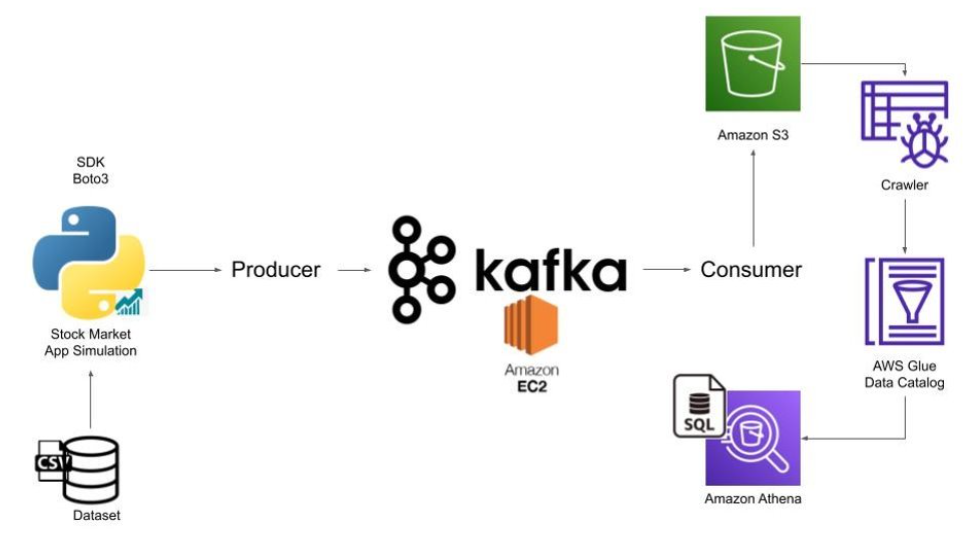 SDK
Boto3
Stock Market
App Simulation
CSV
Dataset
Producer
kafka
Amazon
EC2
Consumer
Amazon S3
Crawler
AWS Glue
Data Catalog
SQL
Amazon Athena